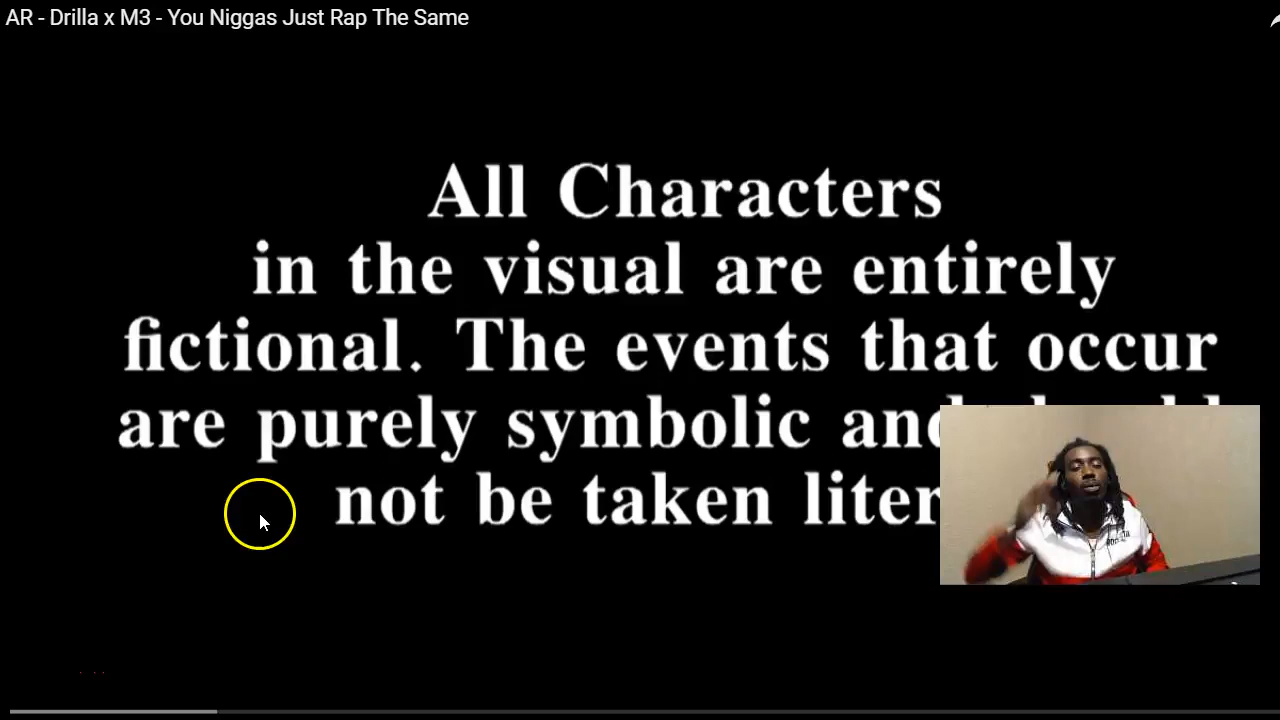 AR - Drilla x M3 - You Niggas Just Rap The Same
All Characters
in the visual are entirely
fictional. The events that occur
are purely symbolic
not be taken